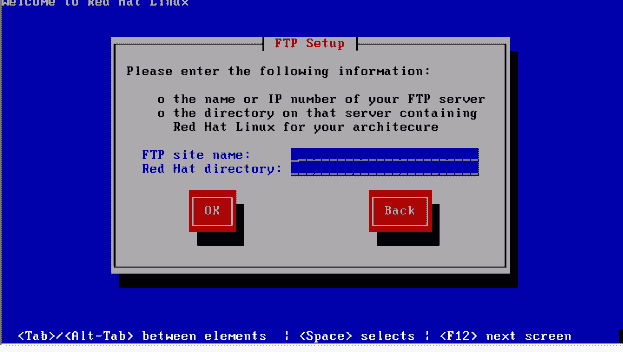 Welcome to Red Hat Linux
FTP Setup
Please enter the following information:
o the name or IP number of your FTP server
o the directory on that server containing
Red Hat Linux for your architecure
FTP site name:
Red Hat directory:
OK Back
<Tab>/<Alt-Tab> between elements | <Space> selects | <F12> next screen